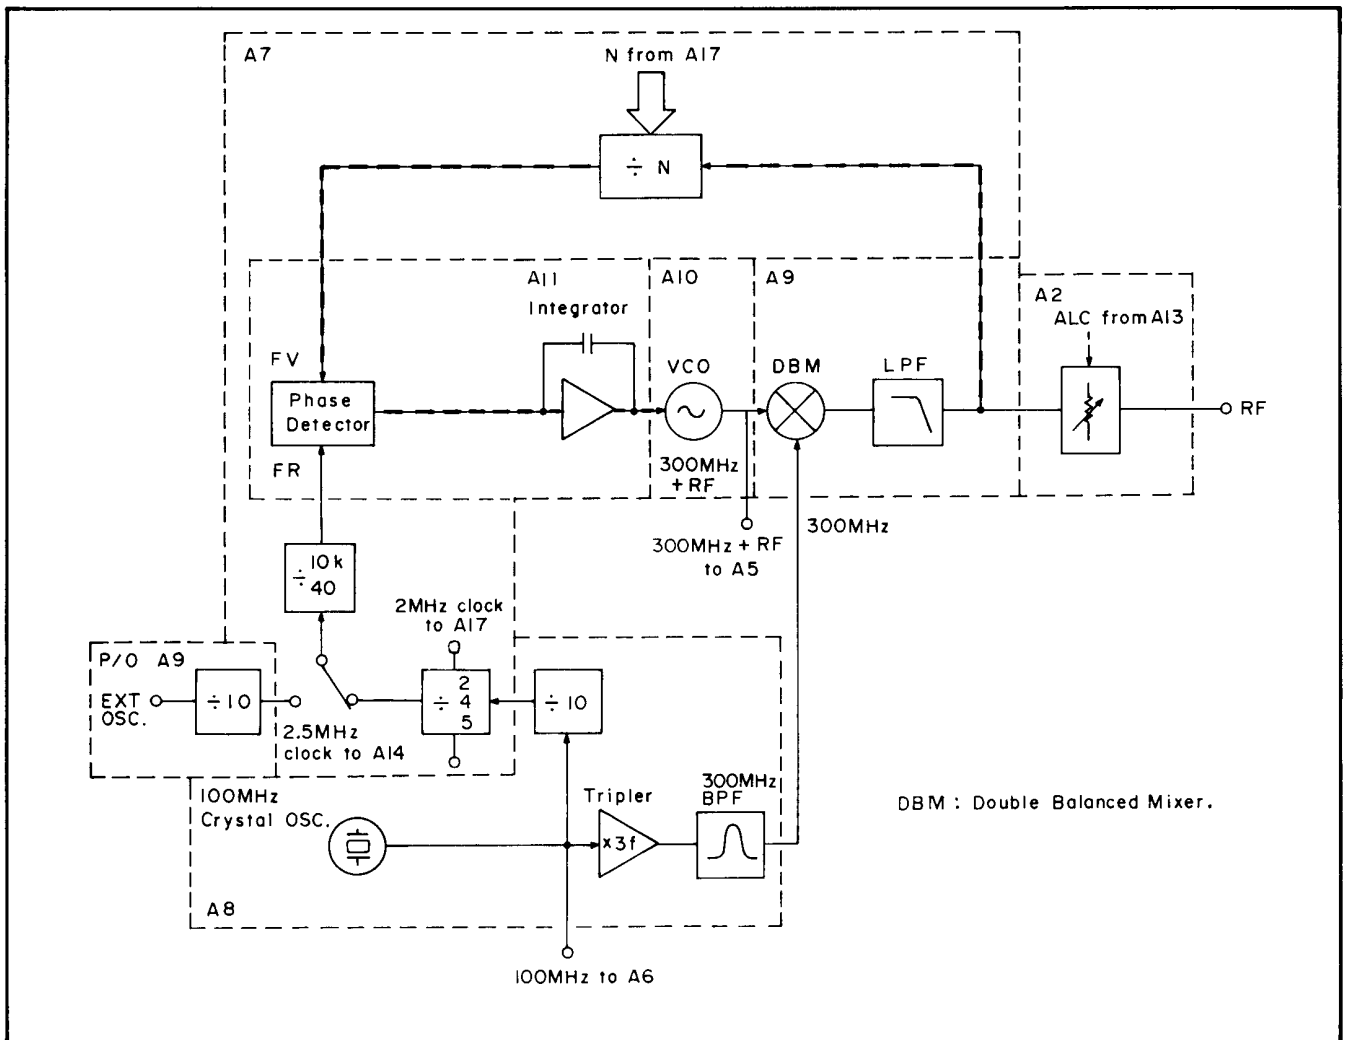 A7
N from A17
÷ N
A11
Integrator
A10
A9
A2
ALC from A13
FV
VCO
DBM
LPF
Phase
Detector
RF
FR
300MHz
+ RF
300MHz
300MHz + RF
to A5
÷ 10k
40
2MHz clock
to A17
P/O A9
EXT
OSC.
÷10
÷ 2
4
5
÷10
2.5MHz
clock to A14
100MHz
Crystal OSC.
Tripler
300MHz
BPF
DBM : Double Balanced Mixer.
×3f
A8
100MHz to A6